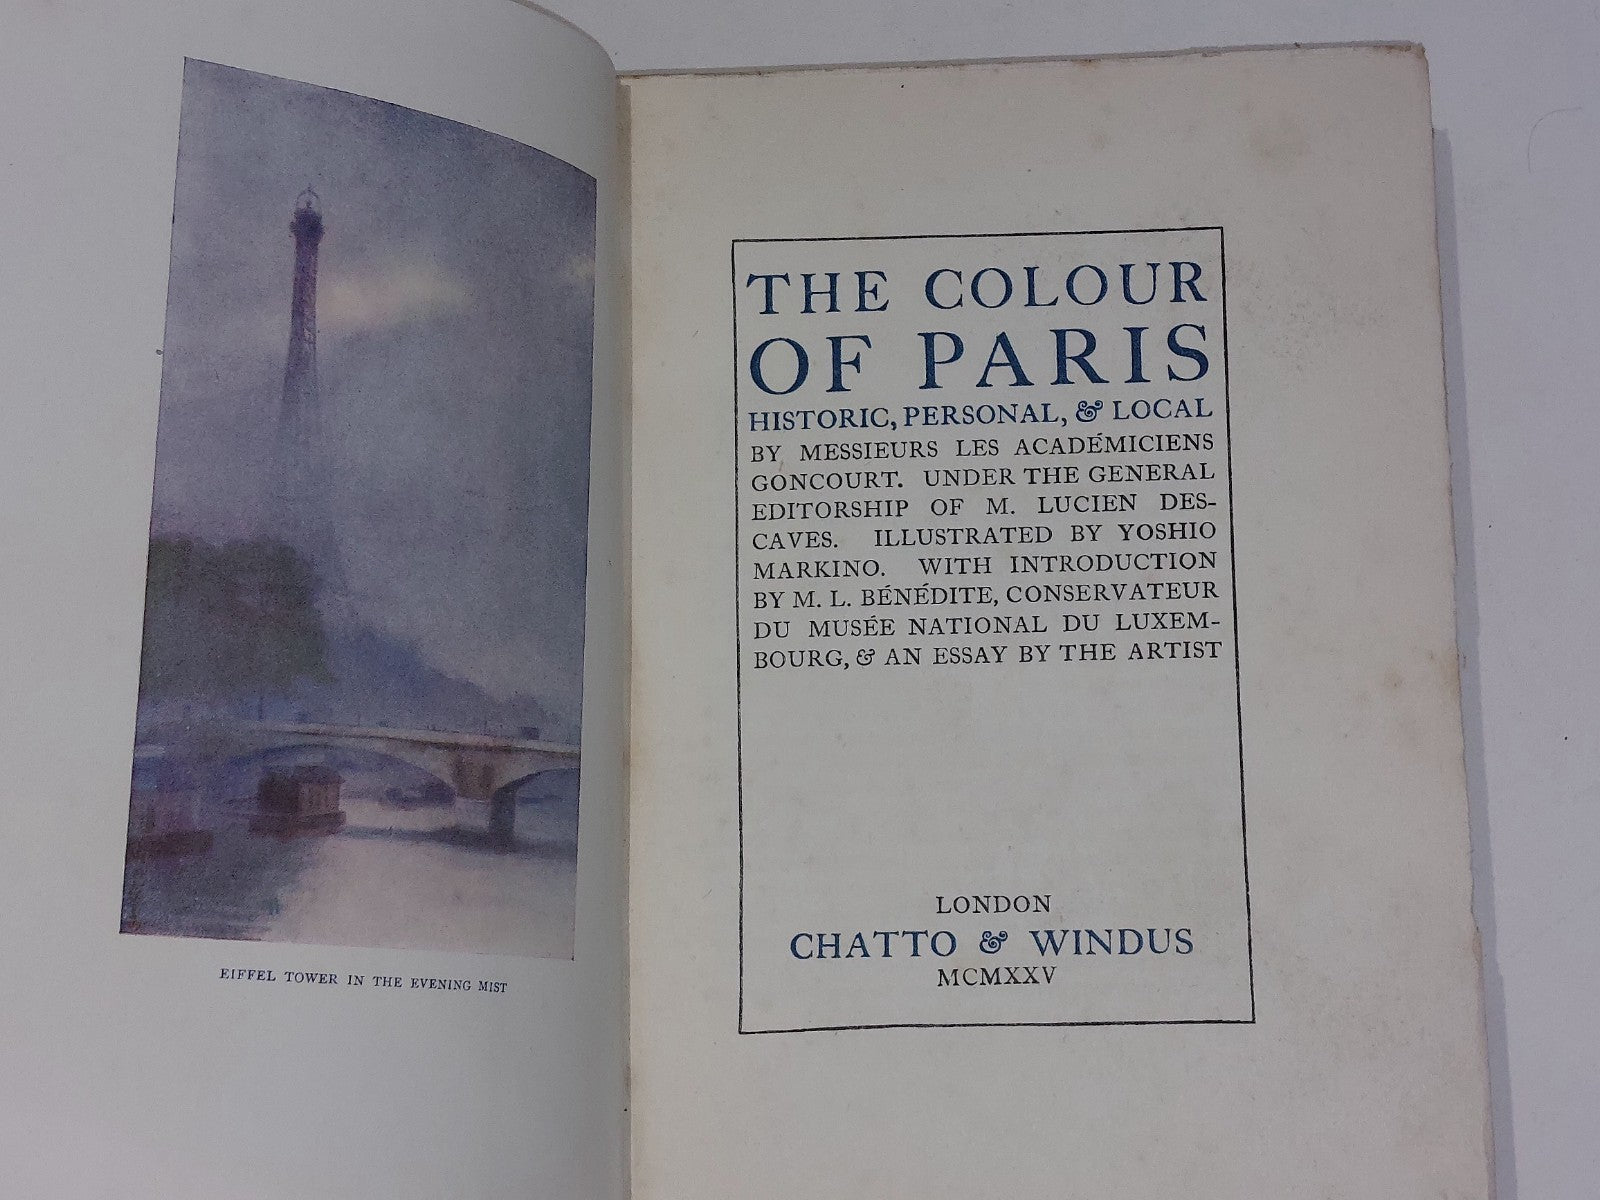 EIFFEL TOWER IN THE EVENING MIST
THE COLOUR
OF PARIS
HISTORIC, PERSONAL, & LOCAL
BY MESSIEURS LES ACADÉMICIENS
GONCOURT. UNDER THE GENERAL
EDITORSHIP OF M. LUCIEN DES-
CAVES. ILLUSTRATED BY YOSHIO
MARKINO. WITH INTRODUCTION
BY M. L. BÉNÉDITE, CONSERVATEUR
DU MUSÉE NATIONAL DU LUXEM-
BOURG, & AN ESSAY BY THE ARTIST
LONDON
CHATTO & WINDUS
MCMXXV